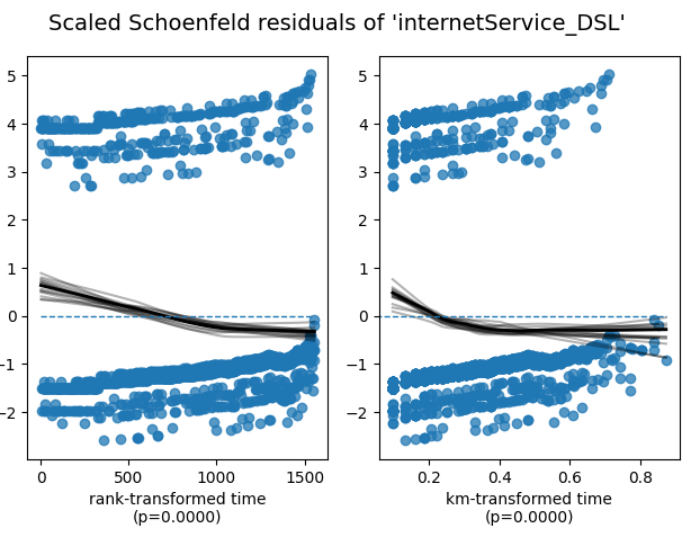 Scaled Schoenfeld residuals of 'internetService_DSL'
5
4
3
2
1
0
−1
−2
0 500 1000 1500
rank-transformed time
(p=0.0000)
5
4
3
2
1
0
−1
−2
0.2 0.4 0.6 0.8
km-transformed time
(p=0.0000)